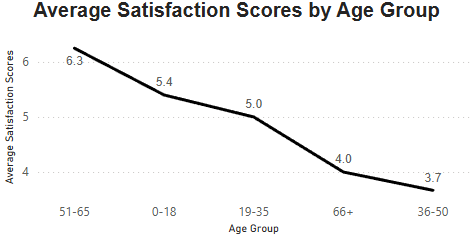 Average Satisfaction Scores by Age Group
Average Satisfaction Scores
6
5
4
6.3
5.4
5.0
4.0
3.7
51-65 0-18 19-35 66+ 36-50
Age Group